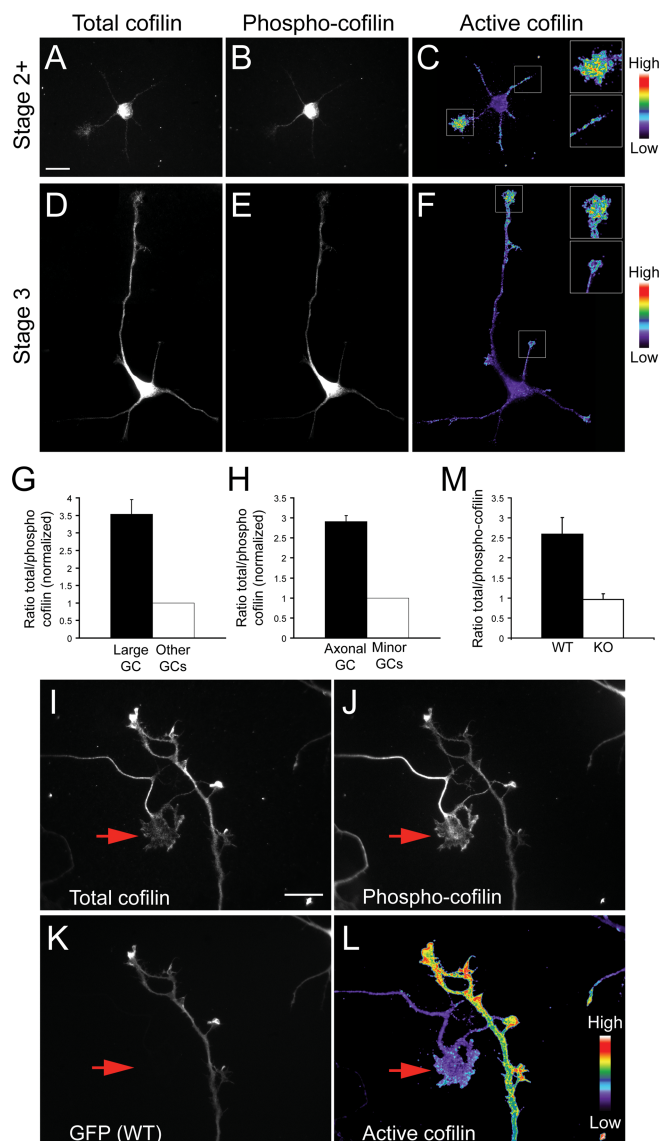 Total cofilin
Phospho-cofilin
Active cofilin
Stage 2+
A
B
C
High
Low
Stage 3
D
E
F
High
Low
G
Ratio total/phospho
cofilin (normalized)
4
3.5
3
2.5
2
1.5
1
0.5
0
Large
GC
Other
GCs
H
Ratio total/phospho
cofilin (normalized)
3.5
3
2.5
2
1.5
1
0.5
0
Axonal
GC
Minor
GCs
M
Ratio total/phospho-cofilin
3.5
3
2.5
2
1.5
1
0.5
0
WT
KO
I
Total cofilin
J
Phospho-cofilin
K
GFP (WT)
L
Active cofilin
High
Low